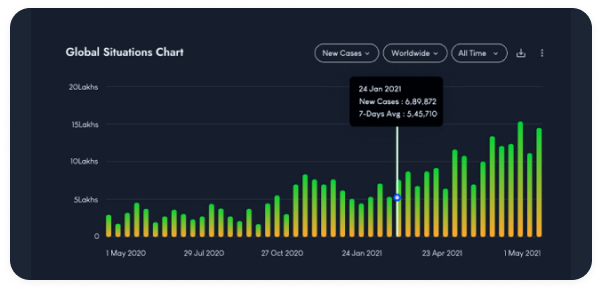 Global Situations Chart
New Cases Worldwide All Time
20Lakhs
24 Jan 2021
New Cases : 6,89,872
7-Days Avg : 5,45,710
15Lakhs
10Lakhs
5Lakhs
0
1 May 2020 29 Jul 2020 27 Oct 2020 24 Jan 2021 23 Apr 2021 1 May 2021